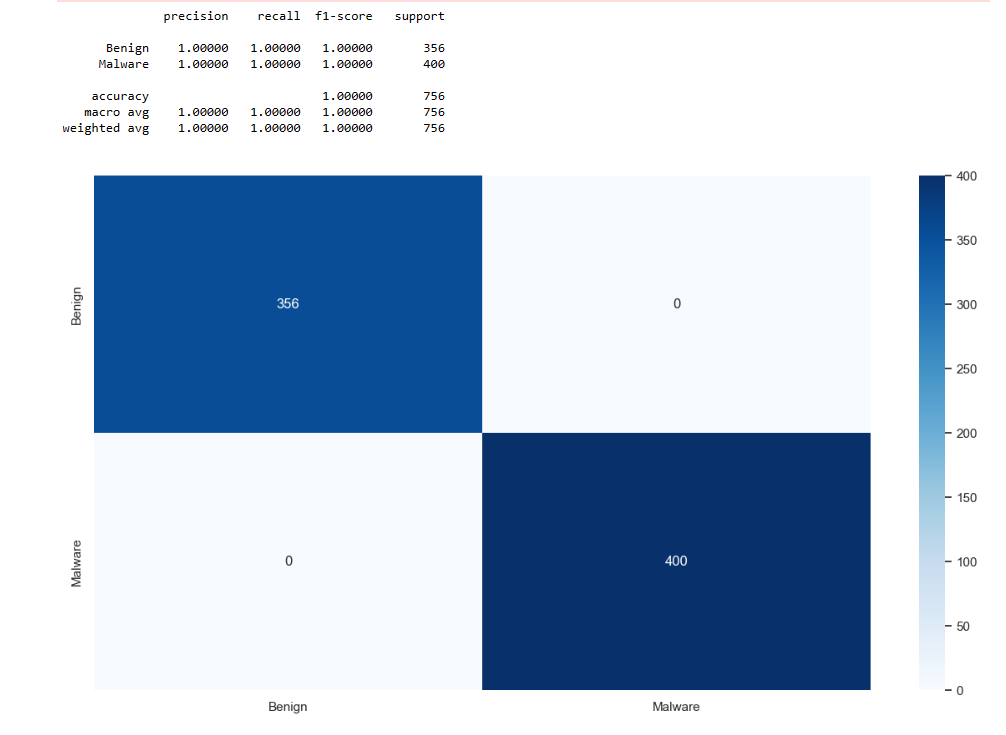 precision recall f1-score support
Benign 1.00000 1.00000 1.00000 356
Malware 1.00000 1.00000 1.00000 400
accuracy 1.00000 756
macro avg 1.00000 1.00000 1.00000 756
weighted avg 1.00000 1.00000 1.00000 756
Benign
356
0
Malware
0
400
Benign
Malware
400
350
300
250
200
150
100
50
0